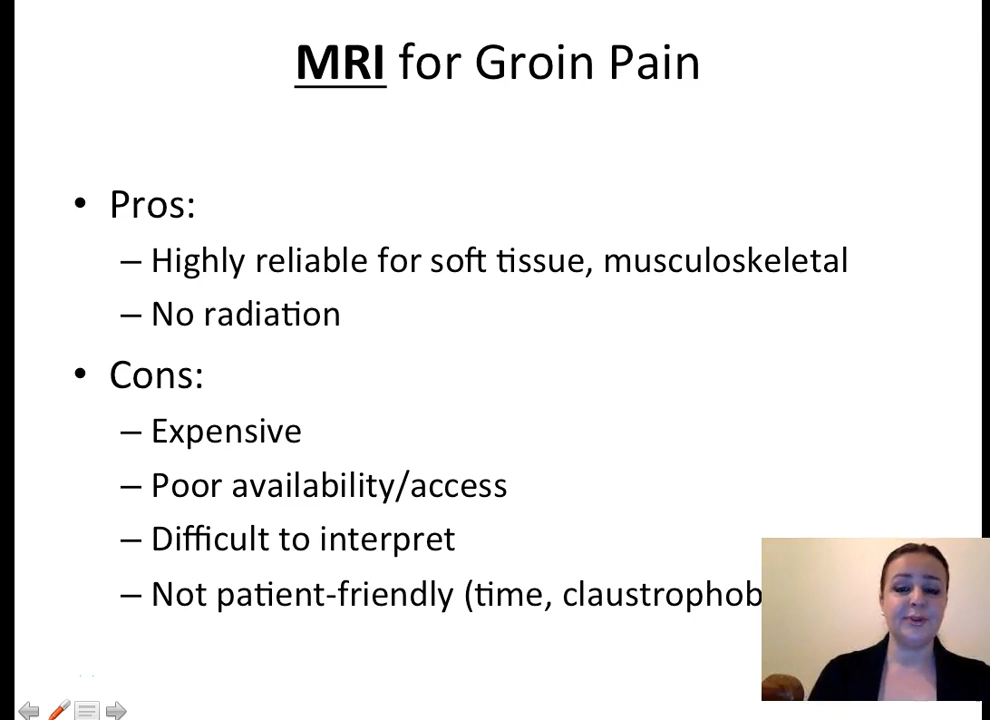 MRI for Groin Pain
• Pros:
– Highly reliable for soft tissue, musculoskeletal
– No radiation
• Cons:
– Expensive
– Poor availability/access
– Difficult to interpret
– Not patient-friendly (time, claustrophob